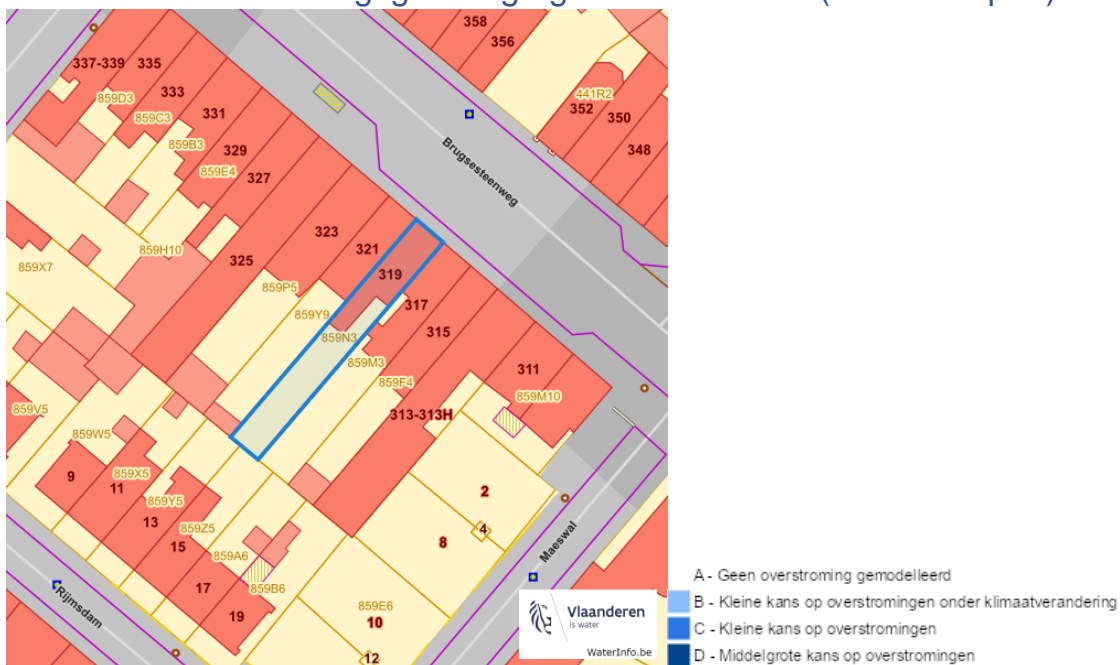 358
356
337-339
335
333
331
329
327
859D3
859C3
859B3
859E4
441R2
352
350
348
Brugsesteenweg
859H10
859X7
325
323
321
319
317
315
859P5
859Y9
859N3
859M3
859F4
311
859M10
313-313H
859V5
859W5
9
11
859X5
859Y5
13
859Z5
15
859A6
17
859B6
19
2
4
8
Maeswal
859E6
10
12
Rijmsdam
Vlaanderen
is water
WaterInfo.be
A - Geen overstroming gemodelleerd
B - Kleine kans op overstromingen onder klimaatverandering
C - Kleine kans op overstromingen
D - Middelgrote kans op overstromingen